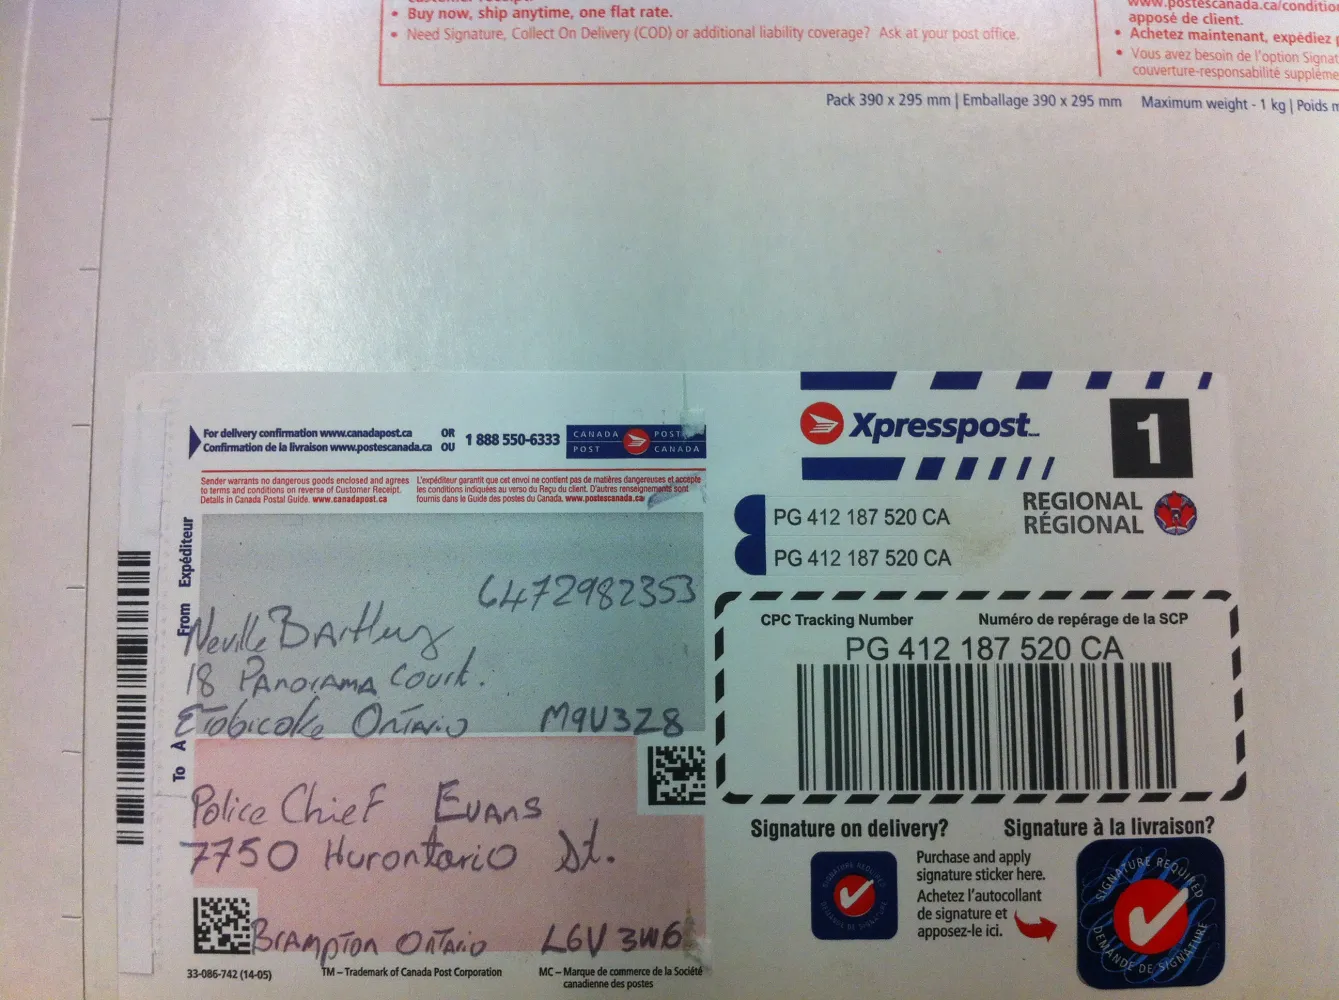 • Buy now, ship anytime, one flat rate.
• Need Signature, Collect On Delivery (COD) or additional liability coverage? Ask at your post office.
www.postescanada.ca/conditio
apposé de client.
• Achetez maintenant, expédiez
• Vous avez besoin de l'option Signat
couverture-responsabilité suppléme
Pack 390 x 295 mm | Emballage 390 x 295 mm Maximum weight - 1 kg | Poids m
For delivery confirmation www.canadapost.ca OR
Confirmation de la livraison www.postescanada.ca OU
1 888 550-6333
CANADA POSTES
POST CANADA
Sender warrants no dangerous goods enclosed and agrees
to terms and conditions on reverse of Customer Receipt.
Details in Canada Postal Guide. www.canadapost.ca
L'expéditeur garantit que cet envoi ne contient pas de matières dangereuses et accepte
les conditions indiquées au verso du Reçu du client. D'autres renseignements sont
fournis dans le Guide des postes du Canada. www.postescanada.ca
From Expéditeur
6472982353
Neville
18 Panorama Court.
Etobicoke Ontario M9V3Z8
To À
Police Chief Evans
7750 Hurontario St.
Brampton Ontario L6V 3W6
33-086-742 (14-05)
TM – Trademark of Canada Post Corporation
MC – Marque de commerce de la Société
canadienne des postes
Xpresspost
1
REGIONAL
RÉGIONAL
PG 412 187 520 CA
PG 412 187 520 CA
CPC Tracking Number Numéro de repérage de la SCP
PG 412 187 520 CA
Signature on delivery? Signature à la livraison?
Purchase and apply
signature sticker here.
Achetez l'autocollant
de signature et
apposez-le ici.
SIGNATURE REQUIRED
DEMANDE DE SIGNATURE
SIGNATURE REQUIRED
DEMANDE DE SIGNATURE